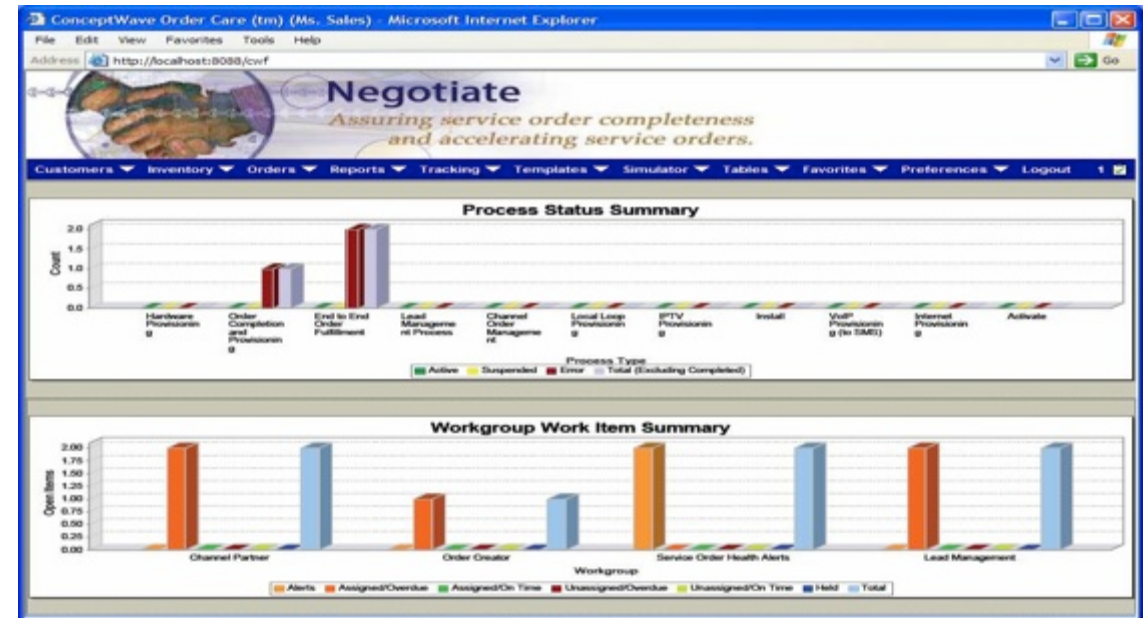 ConceptWave Order Care (tm) (Ms. Sales) - Microsoft Internet Explorer
File Edit View Favorites Tools Help
Address http://localhost:8088/cwf Go
Negotiate
Assuring service order completeness
and accelerating service orders.
Customers Inventory Orders Reports Tracking Templates Simulator Tables Favorites Preferences Logout 1
Process Status Summary
2.0
1.5
1.0
0.5
0.0
Count
Hardware Order End to End Lead Channel Local Loop IPTV Install VoIP Internet Activate
Provisionin Completion Order Manageme Order Provisionin Provisionin Provisionin Provisionin
g and Fulfillment nt Process Manageme g g g (to SIMS) g
Provisionin nt
g
Process Type
Active Suspended Error Total (Excluding Completed)
Workgroup Work Item Summary
2.00
1.75
1.50
1.25
1.00
0.75
0.50
0.25
0.00
Open Items
Channel Partner Order Creator Service Order Health Alerts Lead Management
Workgroup
Alerts Assigned/Overdue Assigned/On Time Unassigned/Overdue Unassigned/On Time Held Total